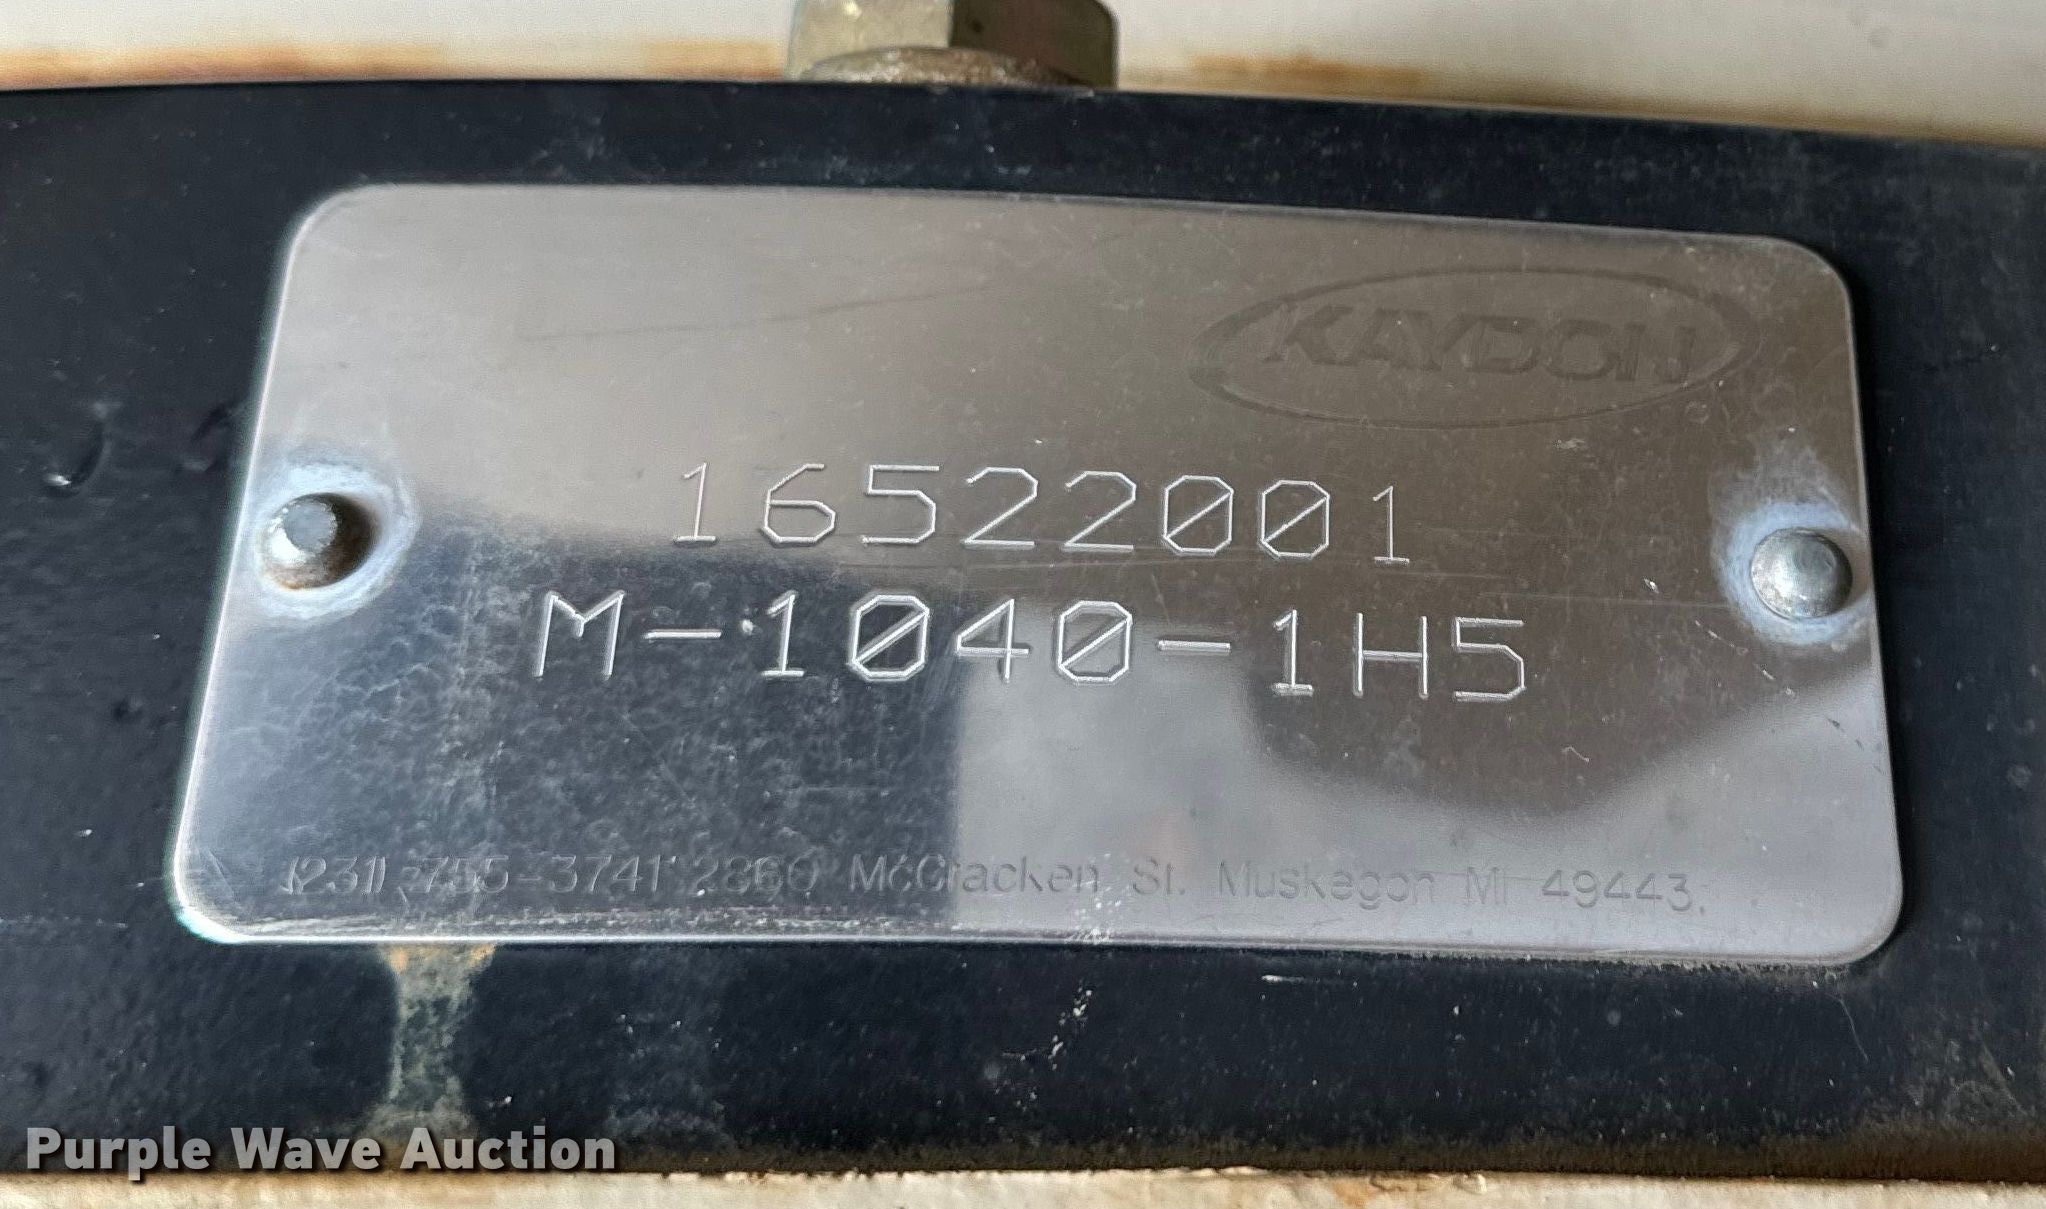 KAYDON
16522001
M-1040-1H5
(231) 755-3741 2860 McCracken St. Muskegon MI 49443
Purple Wave Auction